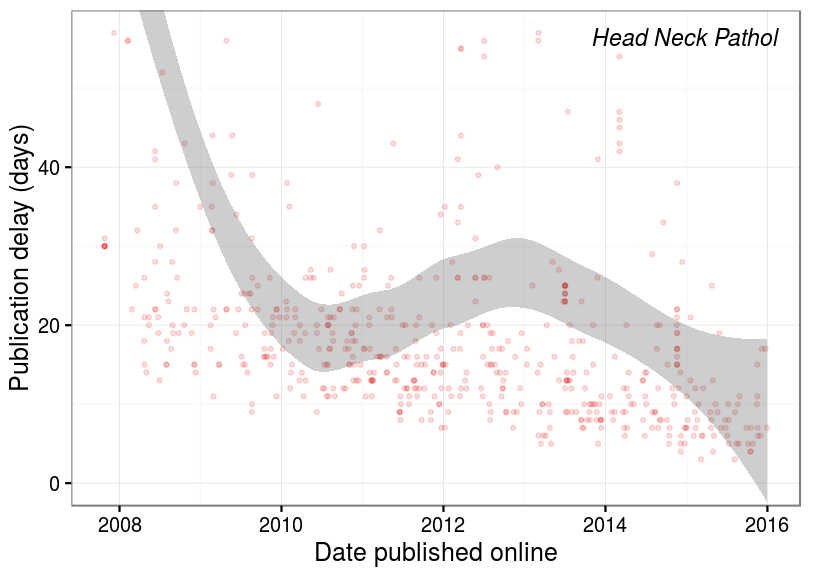 Head Neck Pathol
Publication delay (days)
40
20
0
2008 2010 2012 2014 2016
Date published online